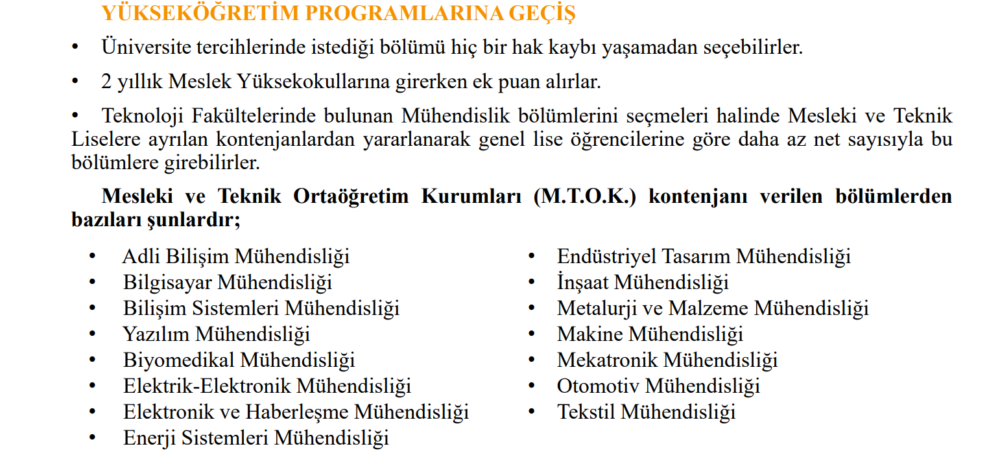 YÜKSEKÖĞRETİM PROGRAMLARINA GEÇİŞ
• Üniversite tercihlerinde istediği bölümü hiç bir hak kaybı yaşamadan seçebilirler.
• 2 yıllık Meslek Yüksekokullarına girerken ek puan alırlar.
• Teknoloji Fakültelerinde bulunan Mühendislik bölümlerini seçmeleri halinde Mesleki ve Teknik
Liselere ayrılan kontenjanlardan yararlanarak genel lise öğrencilerine göre daha az net sayısıyla bu
bölümlere girebilirler.
Mesleki ve Teknik Ortaöğretim Kurumları (M.T.O.K.) kontenjanı verilen bölümlerden
bazıları şunlardır;
• Adli Bilişim Mühendisliği
• Bilgisayar Mühendisliği
• Bilişim Sistemleri Mühendisliği
• Yazılım Mühendisliği
• Biyomedikal Mühendisliği
• Elektrik-Elektronik Mühendisliği
• Elektronik ve Haberleşme Mühendisliği
• Enerji Sistemleri Mühendisliği
• Endüstriyel Tasarım Mühendisliği
• İnşaat Mühendisliği
• Metalurji ve Malzeme Mühendisliği
• Makine Mühendisliği
• Mekatronik Mühendisliği
• Otomotiv Mühendisliği
• Tekstil Mühendisliği